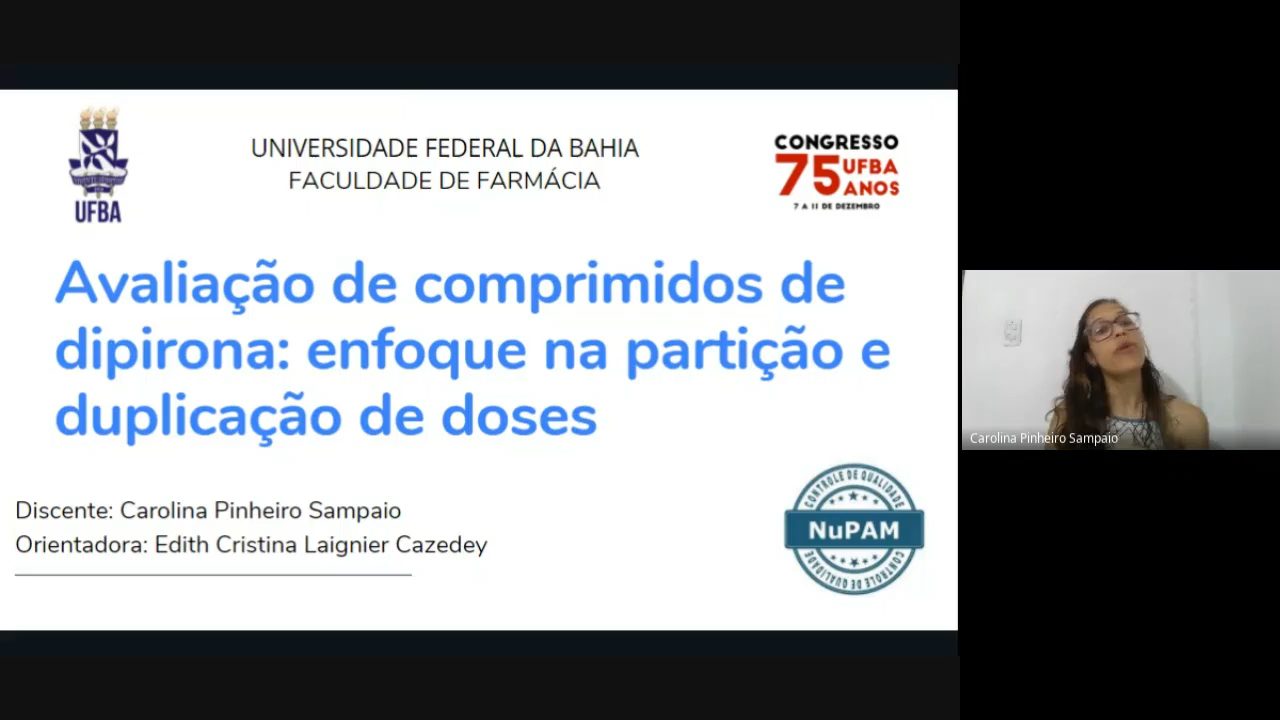 UFBA
UNIVERSIDADE FEDERAL DA BAHIA
FACULDADE DE FARMÁCIA
CONGRESSO
75 UFBA
ANOS
7 A 11 DE DEZEMBRO
Avaliação de comprimidos de
dipirona: enfoque na partição e
duplicação de doses
Discente: Carolina Pinheiro Sampaio
Orientadora: Edith Cristina Laignier Cazedey
CONTROLE DE QUALIDADE
NuPAM
CONTROLE DE QUALIDADE
Carolina Pinheiro Sampaio